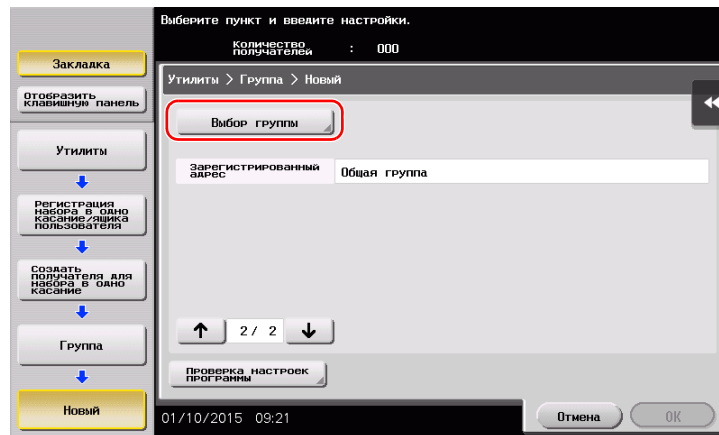 Выберите пункт и введите настройки.
Количество
получателей : 000
Закладка
Отобразить
клавишную панель
Утилиты
Регистрация
набора в одно
касание/ящика
пользователя
Создать
получателя для
набора в одно
касание
Группа
Новый
Утилиты > Группа > Новый
Выбор группы
Зарегистрированный
адрес
Общая группа
2/ 2
Проверка настроек
программы
01/10/2015 09:21
Отмена
OK